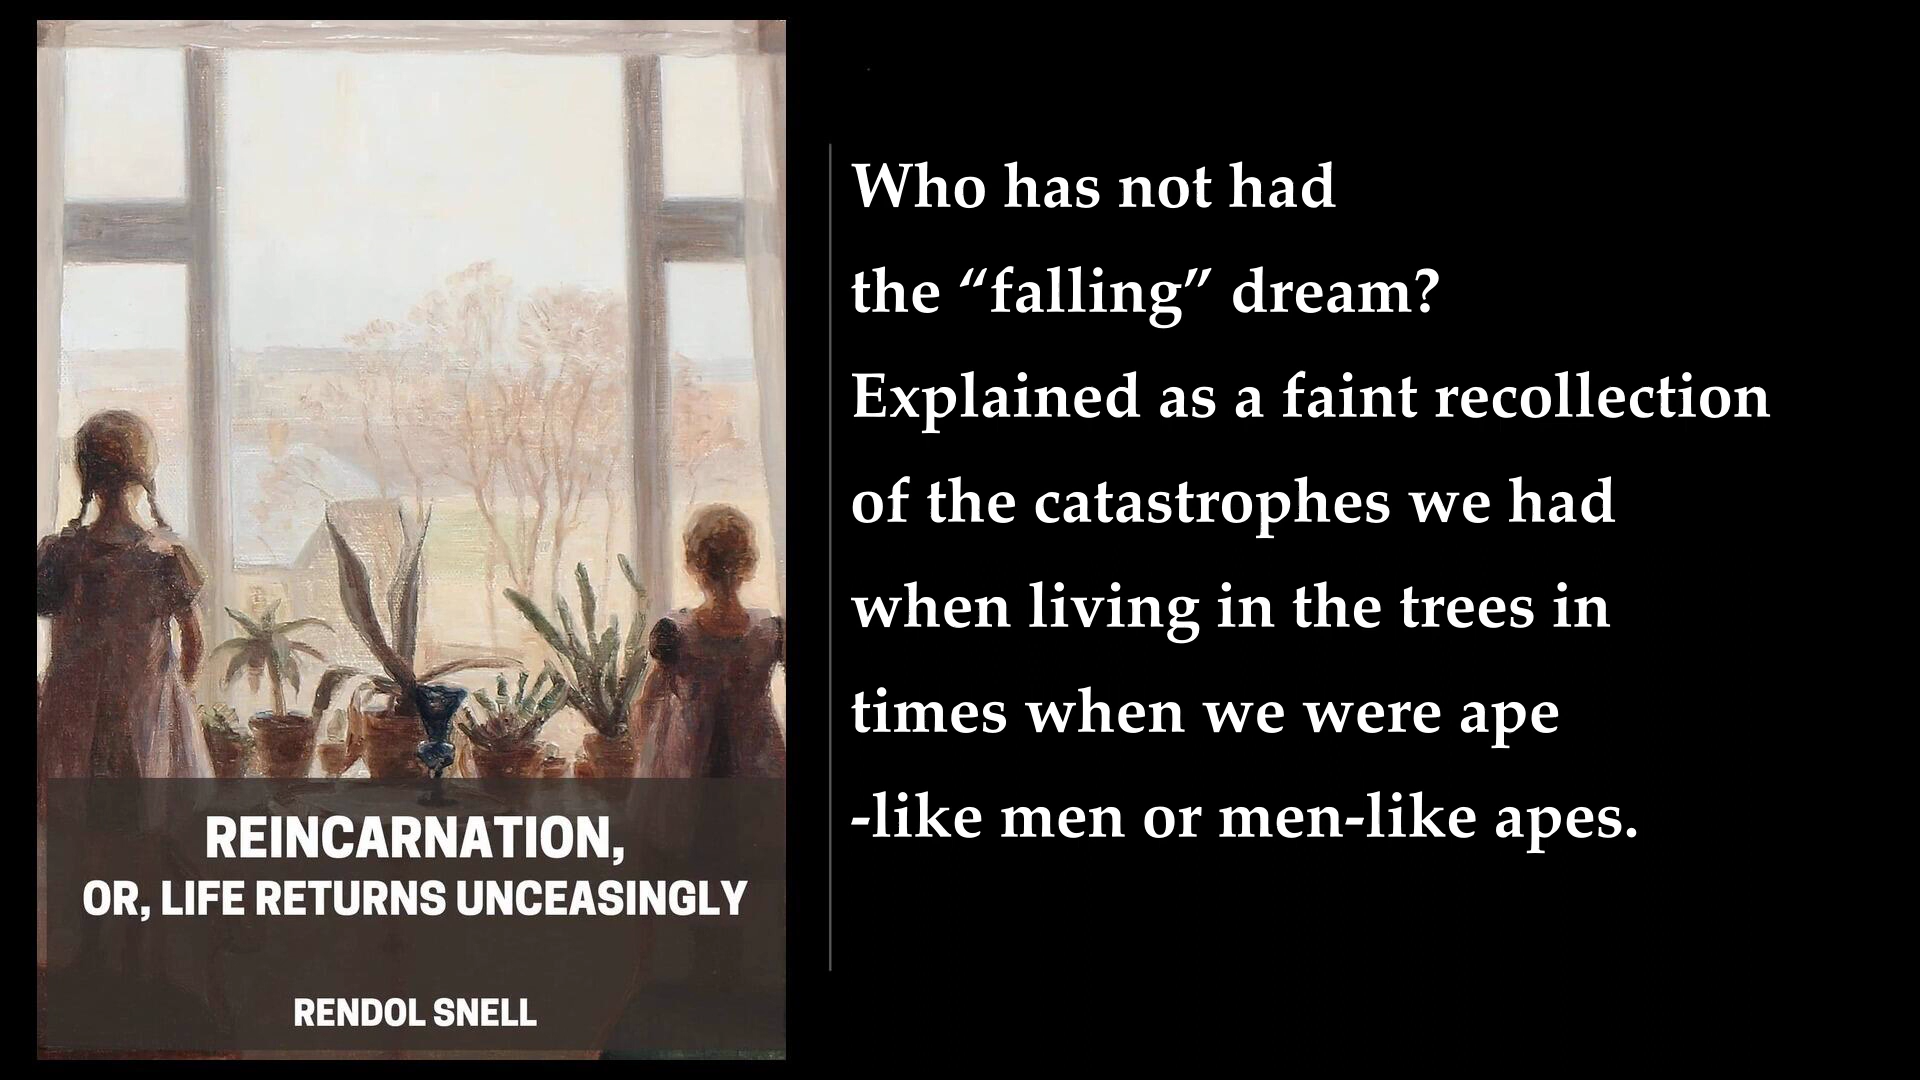 REINCARNATION,
OR, LIFE RETURNS UNCEASINGLY
RENDOL SNELL
Who has not had
the “falling” dream?
Explained as a faint recollection
of the catastrophes we had
when living in the trees in
times when we were ape
-like men or men-like apes.